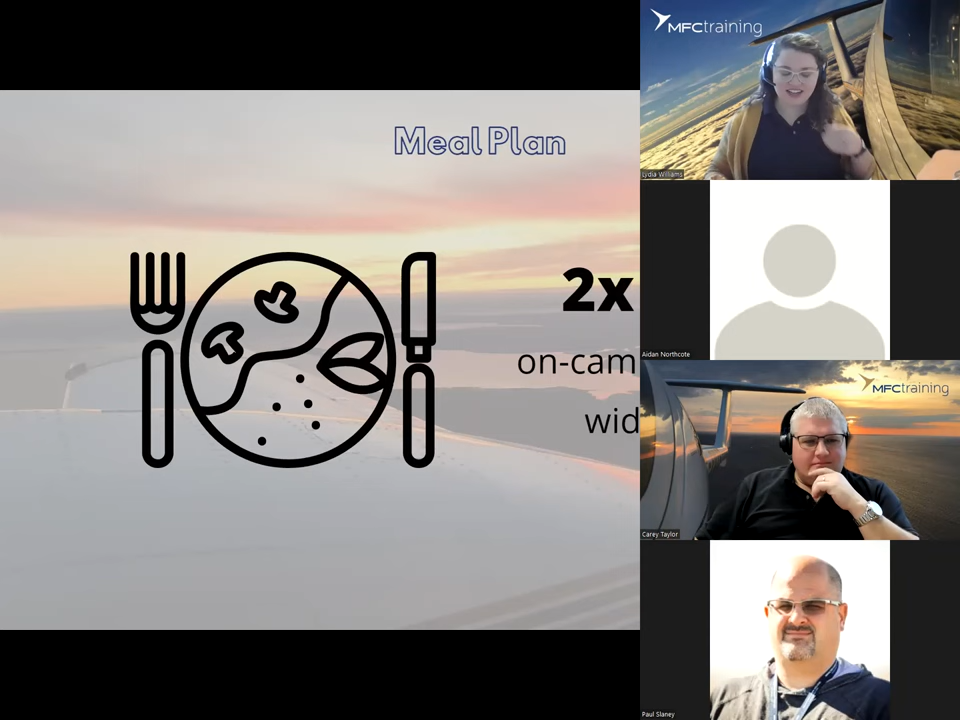 Meal Plan
2x
on-cam
wid
MFCtraining
Lydia Williams
Aidan Northcote
MFCtraining
Carey Taylor
Paul Slaney